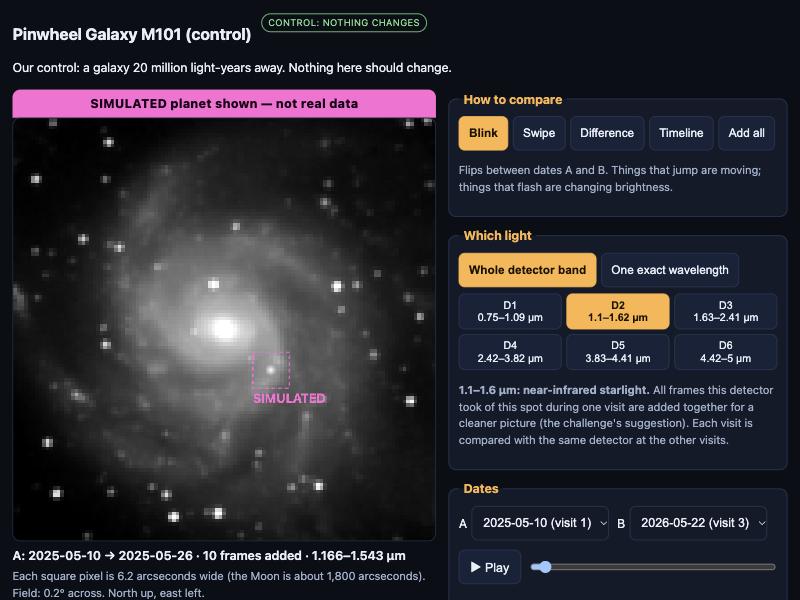 Pinwheel Galaxy M101 (control)
CONTROL: NOTHING CHANGES
Our control: a galaxy 20 million light-years away. Nothing here should change.
SIMULATED planet shown — not real data
SIMULATED
A: 2025-05-10 → 2025-05-26 · 10 frames added · 1.166–1.543 µm
Each square pixel is 6.2 arcseconds wide (the Moon is about 1,800 arcseconds).
Field: 0.2° across. North up, east left.
How to compare
Blink
Swipe
Difference
Timeline
Add all
Flips between dates A and B. Things that jump are moving;
things that flash are changing brightness.
Which light
Whole detector band
One exact wavelength
D1
0.75–1.09 µm
D2
1.1–1.62 µm
D3
1.63–2.41 µm
D4
2.42–3.82 µm
D5
3.83–4.41 µm
D6
4.42–5 µm
1.1–1.6 µm: near-infrared starlight. All frames this detector
took of this spot during one visit are added together for a
cleaner picture (the challenge's suggestion). Each visit is
compared with the same detector at the other visits.
Dates
A 2025-05-10 (visit 1)
B 2026-05-22 (visit 3)
▶ Play